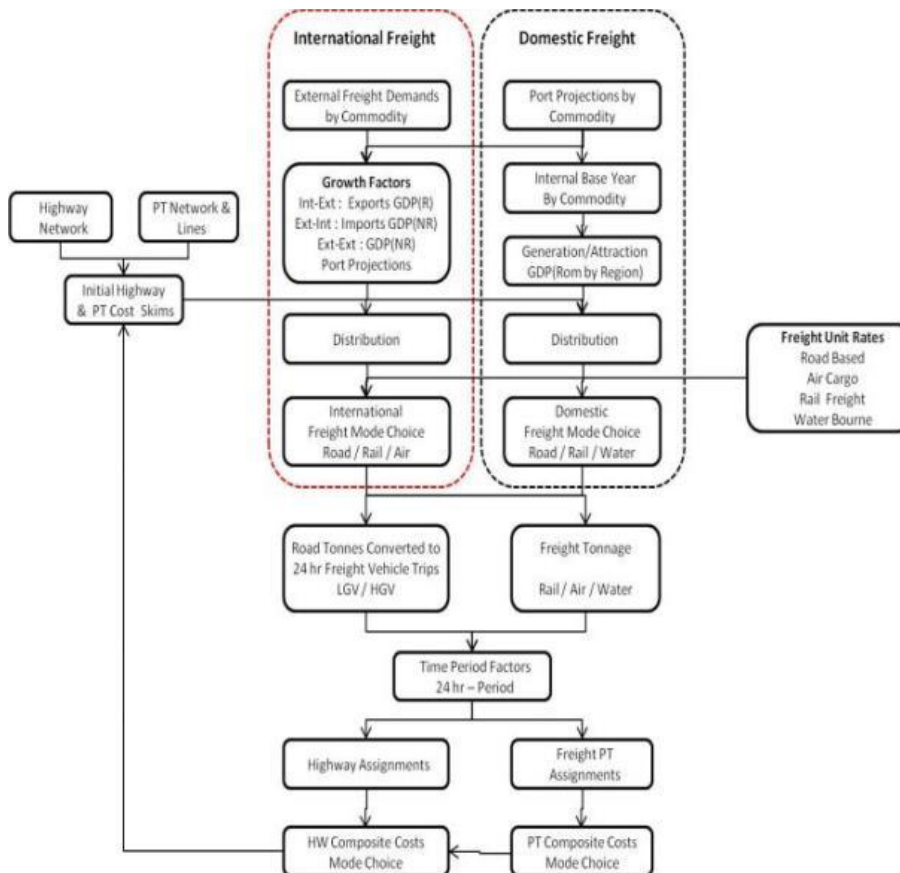 International Freight
Domestic Freight
External Freight Demands
by Commodity
Port Projections by
Commodity
Growth Factors
Int-Ext : Exports GDP(R)
Ext-Int : Imports GDP(NR)
Ext-Ext : GDP(NR)
Port Projections
Internal Base Year
By Commodity
Highway
Network
PT Network &
Lines
Generation/Attraction
GDP(Rom by Region)
Initial Highway
& PT Cost Skims
Distribution
Distribution
Freight Unit Rates
Road Based
Air Cargo
Rail Freight
Water Bourne
International
Freight Mode Choice
Road / Rail / Air
Domestic
Freight Mode Choice
Road / Rail / Water
Road Tonnes Converted to
24 hr Freight Vehicle Trips
LGV / HGV
Freight Tonnage
Rail / Air / Water
Time Period Factors
24 hr – Period
Highway Assignments
Freight PT
Assignments
HW Composite Costs
Mode Choice
PT Composite Costs
Mode Choice